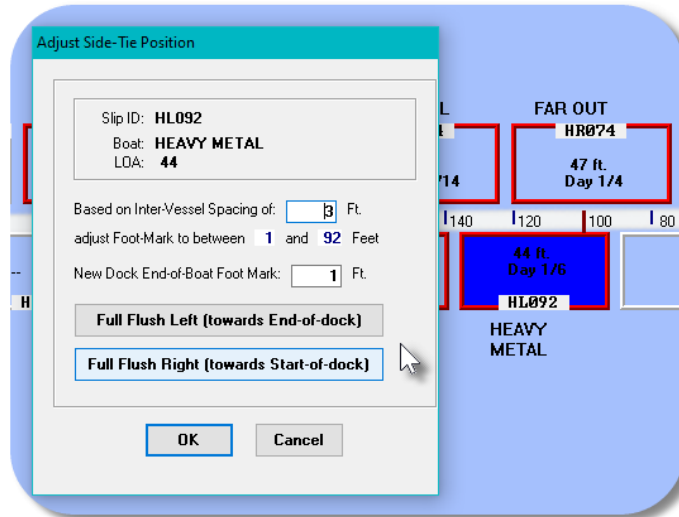 Adjust Side-Tie Position
Slip ID: HL092
Boat: HEAVY METAL
LOA: 44
Based on Inter-Vessel Spacing of: 3 Ft.
adjust Foot-Mark to between 1 and 92 Feet
New Dock End-of-Boat Foot Mark: 1 Ft.
Full Flush Left (towards End-of-dock)
Full Flush Right (towards Start-of-dock)
OK Cancel
L FAR OUT
HR074
47 ft.
/14 Day 1/4
140 120 100 80
44 ft.
Day 1/6
--
H HL092
HEAVY
METAL